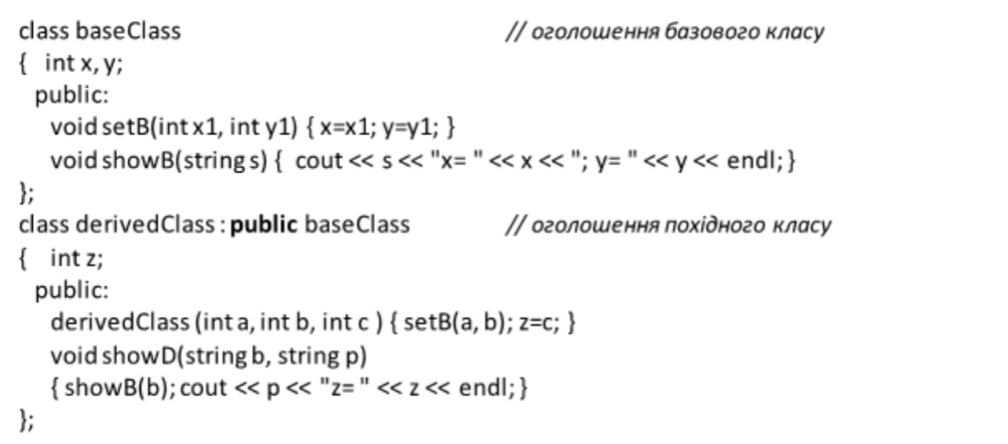 class baseClass // оголошення базового класу
{ int x, y;
public:
void setB(int x1, int y1) { x=x1; y=y1; }
void showB(string s) { cout << s << "x= " << x << "; y= " << y << endl; }
};
class derivedClass : public baseClass // оголошення похідного класу
{ int z;
public:
derivedClass (int a, int b, int c ) { setB(a, b); z=c; }
void showD(string b, string p)
{ showB(b); cout << p << "z= " << z << endl; }
};